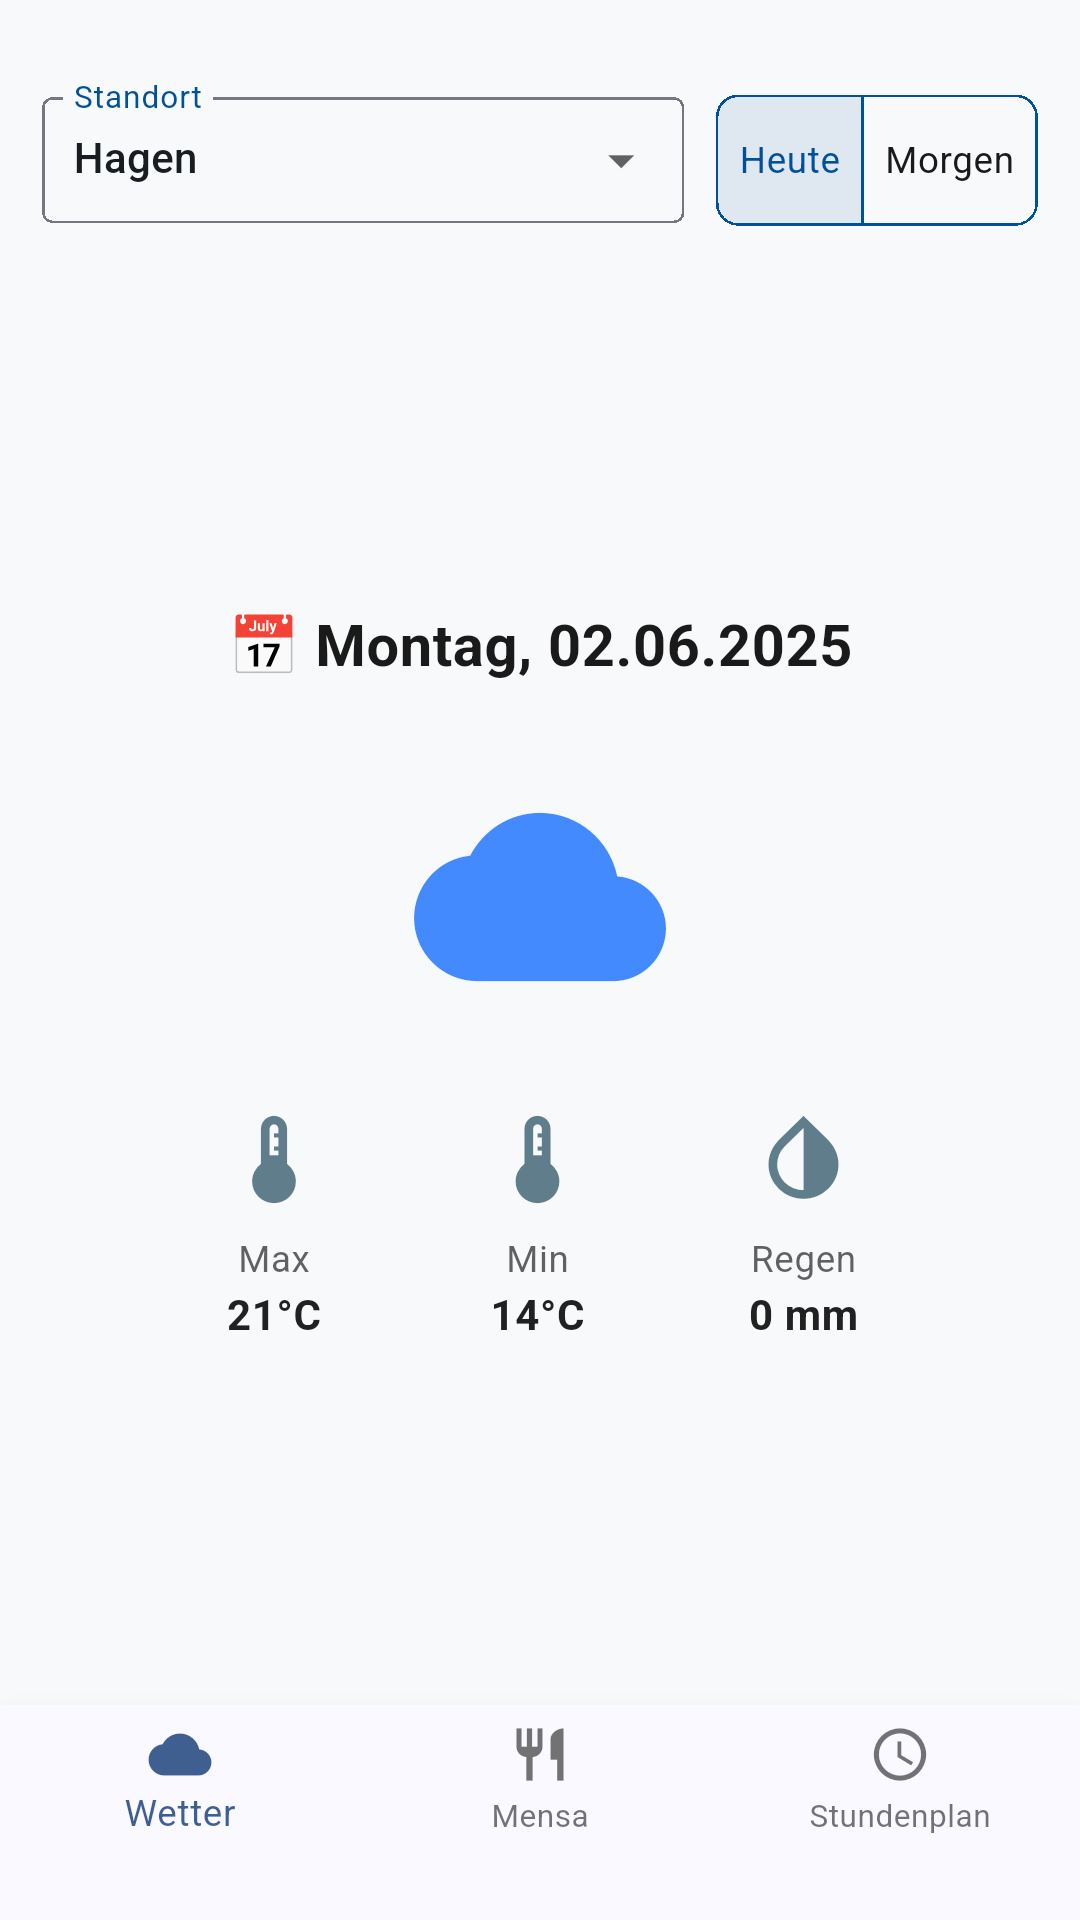 Standort
Hagen
Heute
Morgen
July
17
Montag, 02.06.2025
Max
Min
Regen
21°C
14°C
0 mm
Wetter
Mensa
Stundenplan